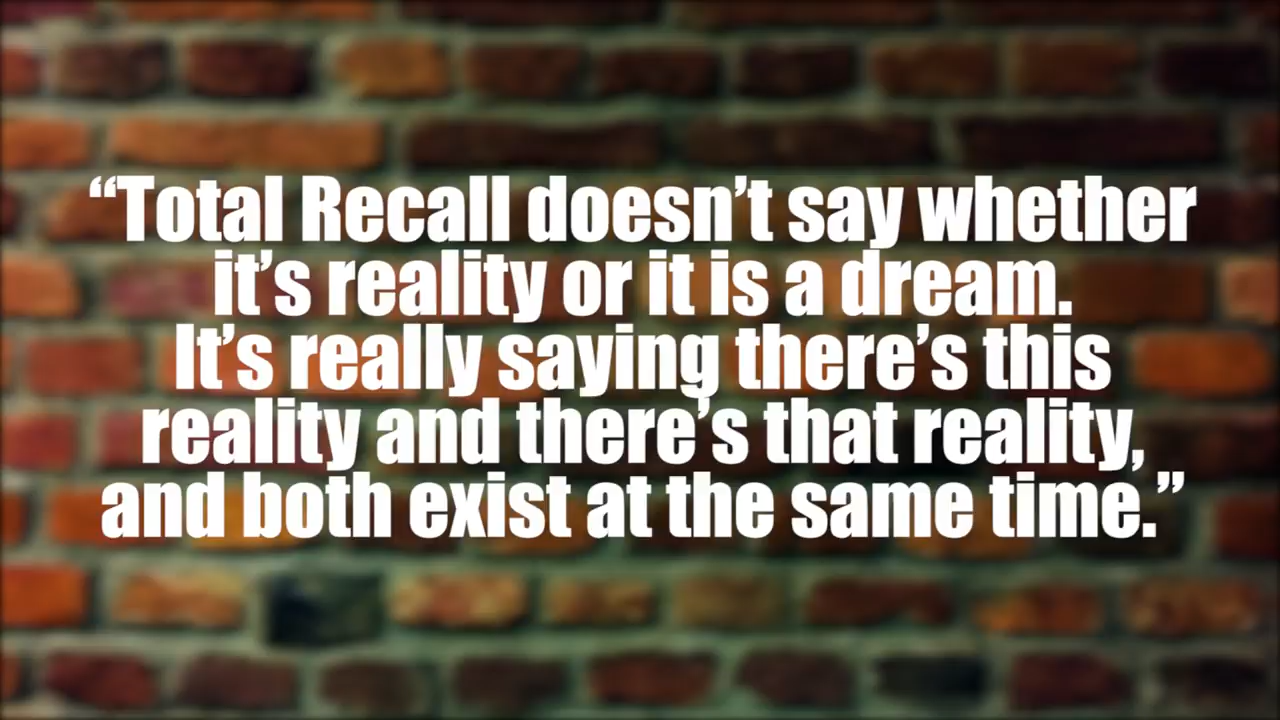 “Total Recall doesn’t say whether
it’s reality or it is a dream.
It’s really saying there’s this
reality and there’s that reality,
and both exist at the same time.”